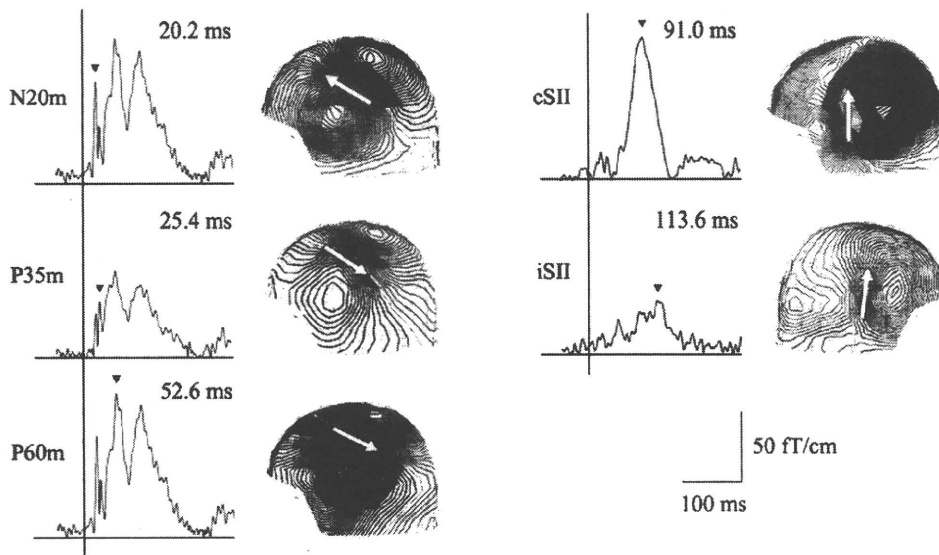 20.2 ms
N20m
25.4 ms
P35m
52.6 ms
P60m
91.0 ms
cSII
113.6 ms
iSII
50 fT/cm
100 ms